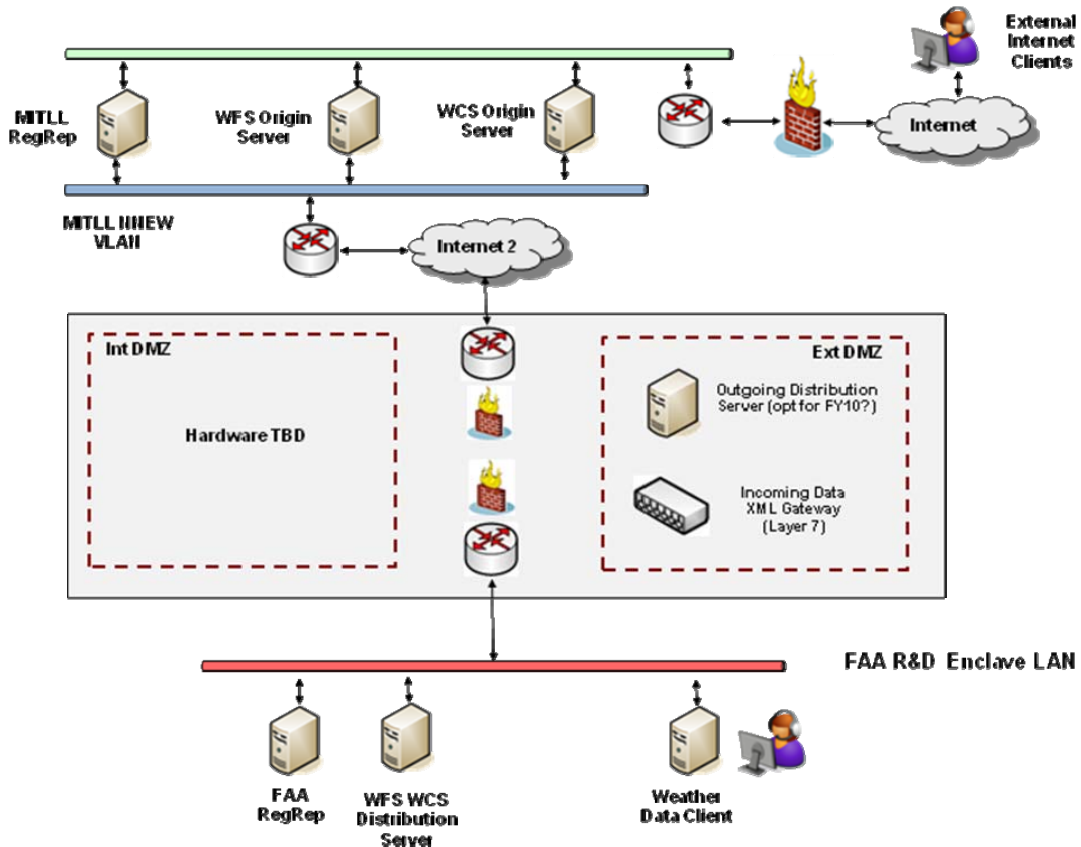 External
Internet
Clients
MITLL
RegRep
WFS Origin
Server
WCS Origin
Server
Internet
MITLL NNEW
VLAN
Internet 2
Int DMZ
Ext DMZ
Hardware TBD
Outgoing Distribution
Server (opt for FY10?)
Incoming Data
XML Gateway
(Layer 7)
FAA R&D Enclave LAN
FAA
RegRep
WFS WCS
Distribution
Server
Weather
Data Client